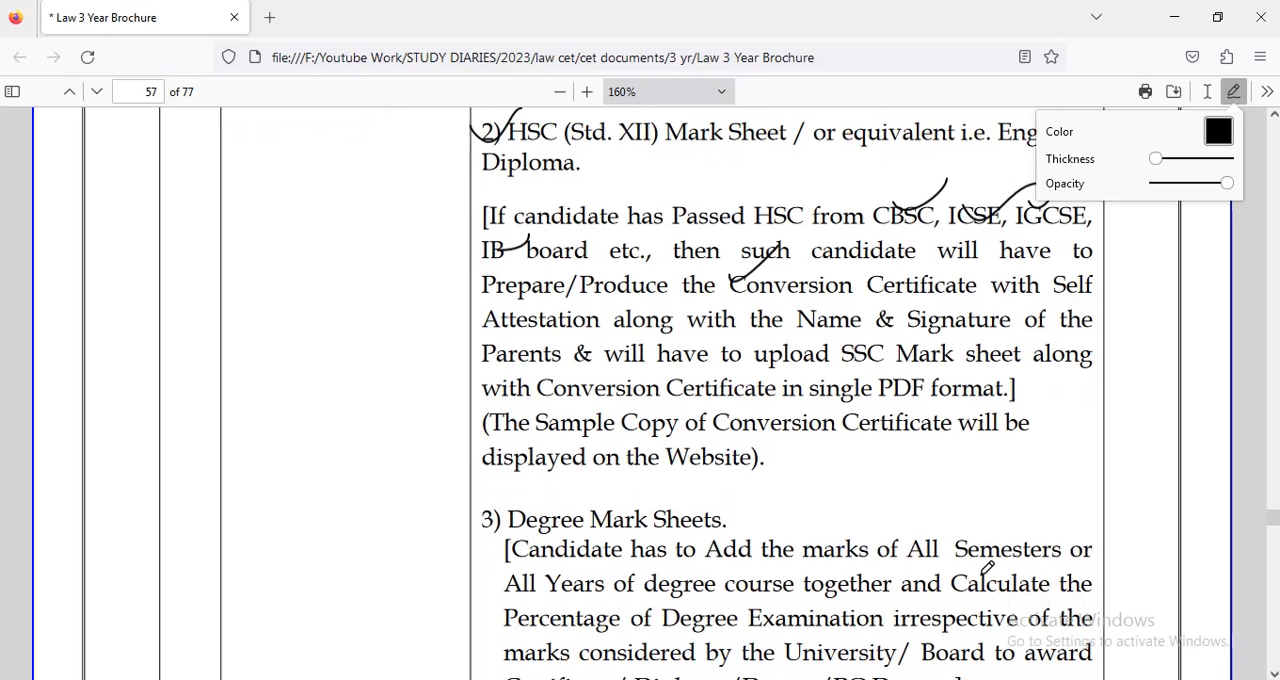 * Law 3 Year Brochure
file:///F:/Youtube Work/STUDY DIARIES/2023/law cet/cet documents/3 yr/Law 3 Year Brochure
57 of 77
160%
Color
Thickness
Opacity
2) HSC (Std. XII) Mark Sheet / or equivalent i.e. Eng
Diploma.
[If candidate has Passed HSC from CBSC, ICSE, IGCSE,
IB board etc., then such candidate will have to
Prepare/Produce the Conversion Certificate with Self
Attestation along with the Name & Signature of the
Parents & will have to upload SSC Mark sheet along
with Conversion Certificate in single PDF format.]
(The Sample Copy of Conversion Certificate will be
displayed on the Website).
3) Degree Mark Sheets.
[Candidate has to Add the marks of All Semesters or
All Years of degree course together and Calculate the
Percentage of Degree Examination irrespective of the
marks considered by the University/ Board to award
Activate Windows
Go to Settings to activate Windows.